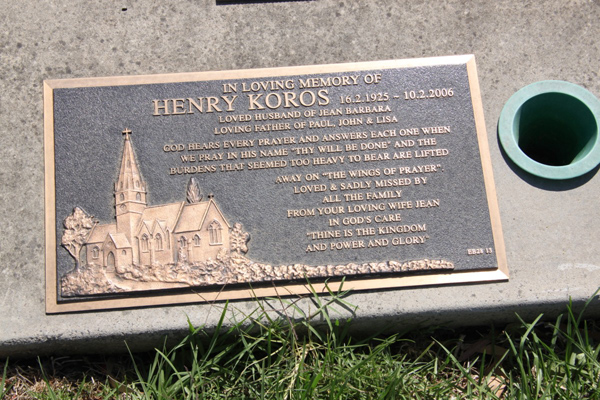 IN LOVING MEMORY OF
HENRY KOROS 16.2.1925 - 10.2.2006
LOVED HUSBAND OF JEAN BARBARA
LOVING FATHER OF PAUL, JOHN & LISA
GOD HEARS EVERY PRAYER AND ANSWERS EACH ONE WHEN
WE PRAY IN HIS NAME "THY WILL BE DONE" AND THE
BURDENS THAT SEEMED TOO HEAVY TO BEAR ARE LIFTED
AWAY ON "THE WINGS OF PRAYER"
LOVED & SADLY MISSED BY
ALL THE FAMILY
FROM YOUR LOVING WIFE JEAN
IN GOD'S CARE
"THINE IS THE KINGDOM
AND POWER AND GLORY"
EB28 13